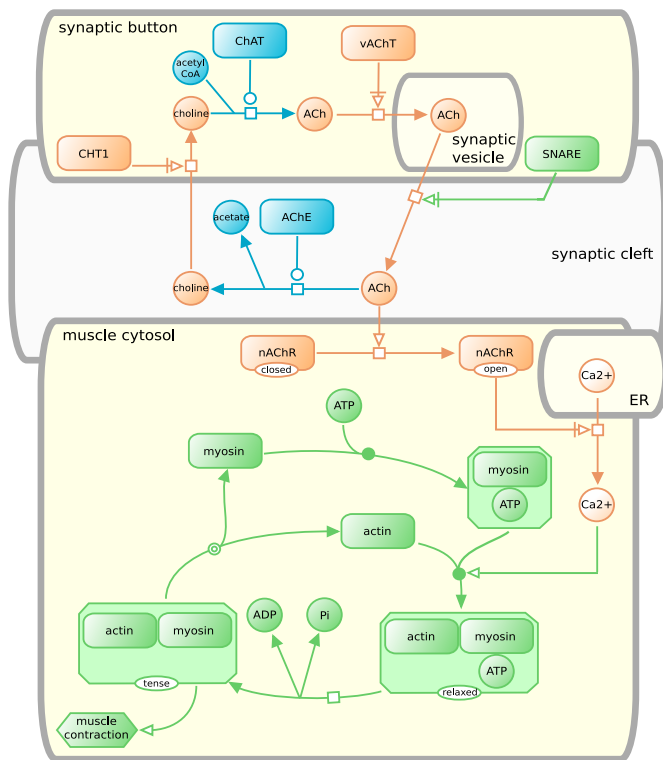 synaptic button
ChAT
vAChT
acetyl
CoA
choline
ACh
ACh
synaptic
vesicle
CHT1
SNARE
acetate
AChE
synaptic cleft
choline
ACh
muscle cytosol
nAChR
closed
nAChR
open
Ca2+
ER
ATP
myosin
myosin
ATP
Ca2+
actin
actin
myosin
tense
ADP
Pi
actin
myosin
ATP
relaxed
muscle
contraction